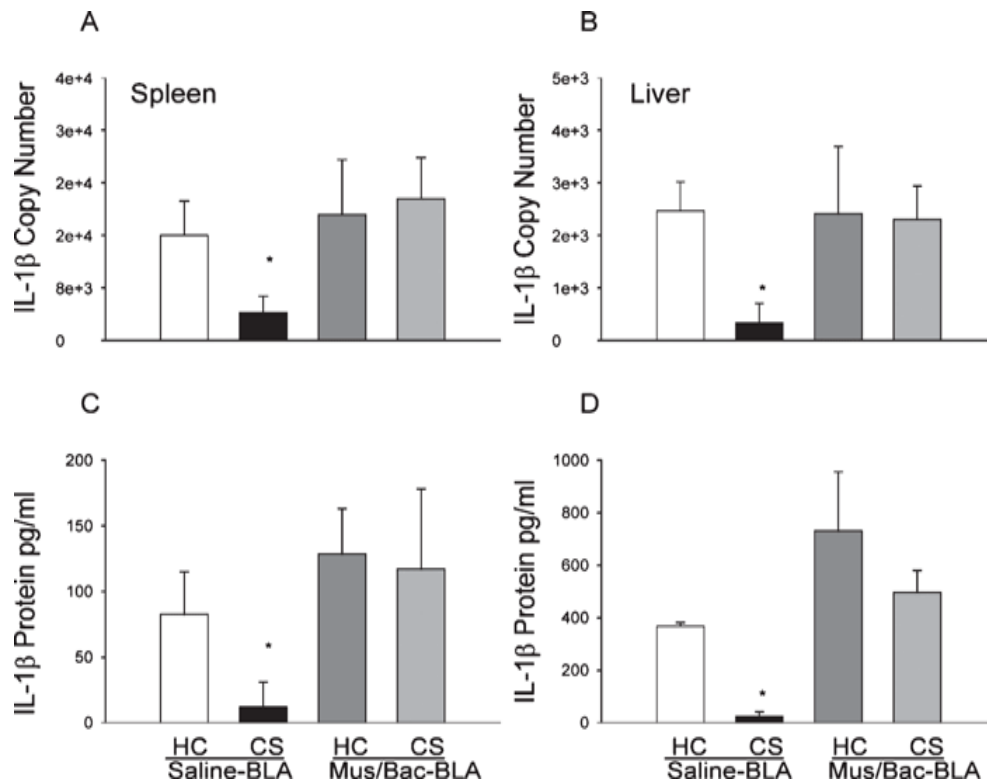 A
IL-1β Copy Number
4e+4
3e+4
2e+4
2e+4
8e+3
0
Spleen
*
B
IL-1β Copy Number
5e+3
4e+3
3e+3
2e+3
1e+3
0
Liver
*
C
IL-1β Protein pg/ml
200
150
100
50
0
*
HC CS HC CS
Saline-BLA Mus/Bac-BLA
D
IL-1β Protein pg/ml
1000
800
600
400
200
0
*
HC CS HC CS
Saline-BLA Mus/Bac-BLA